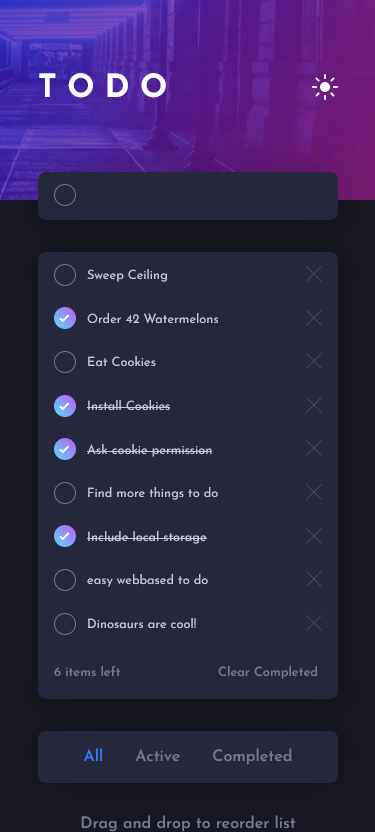 TODO
Sweep Ceiling
Order 42 Watermelons
Eat Cookies
Install Cookies
Ask cookie permission
Find more things to do
Include local storage
easy webbased to do
Dinosaurs are cool!
6 items left Clear Completed
All Active Completed
Drag and drop to reorder list